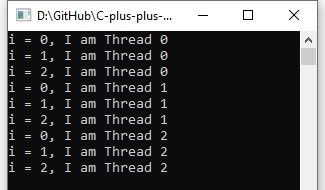 D:\GitHub\C-plus-plus-...
i = 0, I am Thread 0
i = 1, I am Thread 0
i = 2, I am Thread 0
i = 0, I am Thread 1
i = 1, I am Thread 1
i = 2, I am Thread 1
i = 0, I am Thread 2
i = 1, I am Thread 2
i = 2, I am Thread 2